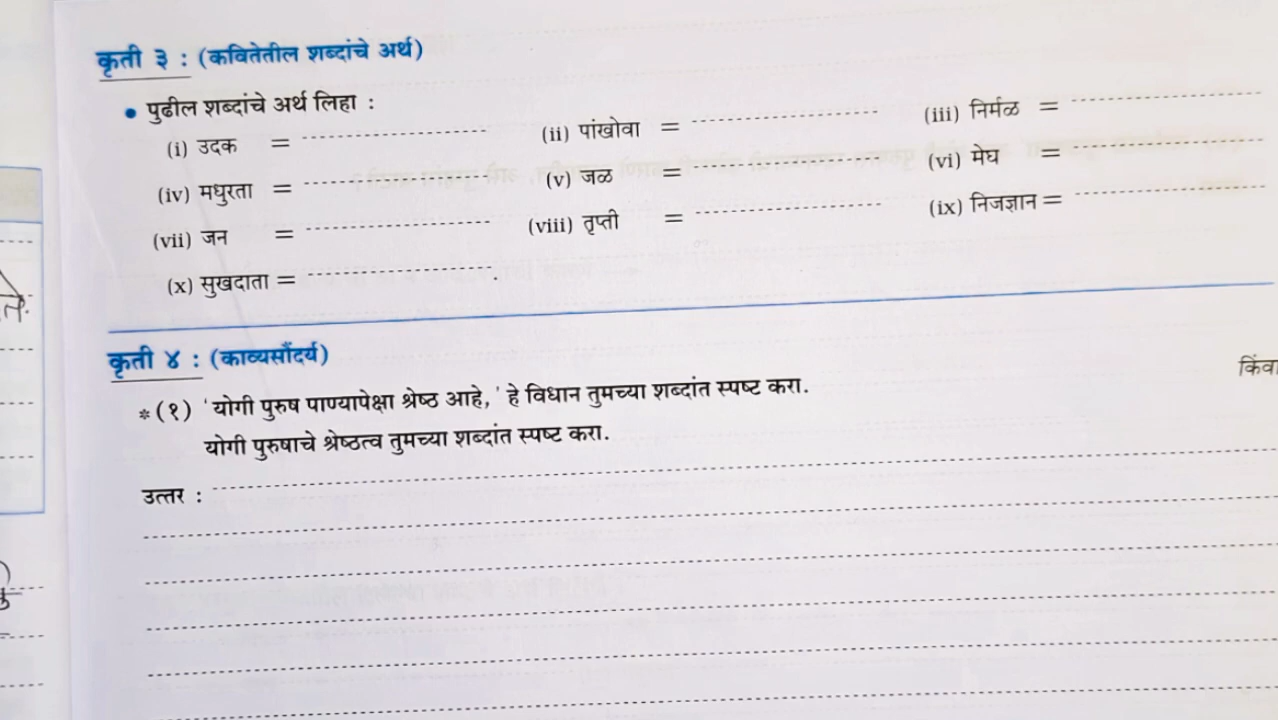 कृती ३ : (कवितेतील शब्दांचे अर्थ)
• पुढील शब्दांचे अर्थ लिहा :
(i) उदक = (ii) पांखोवा = (iii) निर्मळ =
(iv) मधुरता = (v) जळ = (vi) मेघ =
(vii) जन = (viii) तृप्ती = (ix) निजज्ञान =
(x) सुखदाता = .
कृती ४ : (काव्यसौंदर्य)
* (१) 'योगी पुरुष पाण्यापेक्षा श्रेष्ठ आहे,' हे विधान तुमच्या शब्दांत स्पष्ट करा. किंवा
योगी पुरुषाचे श्रेष्ठत्व तुमच्या शब्दांत स्पष्ट करा.
उत्तर :